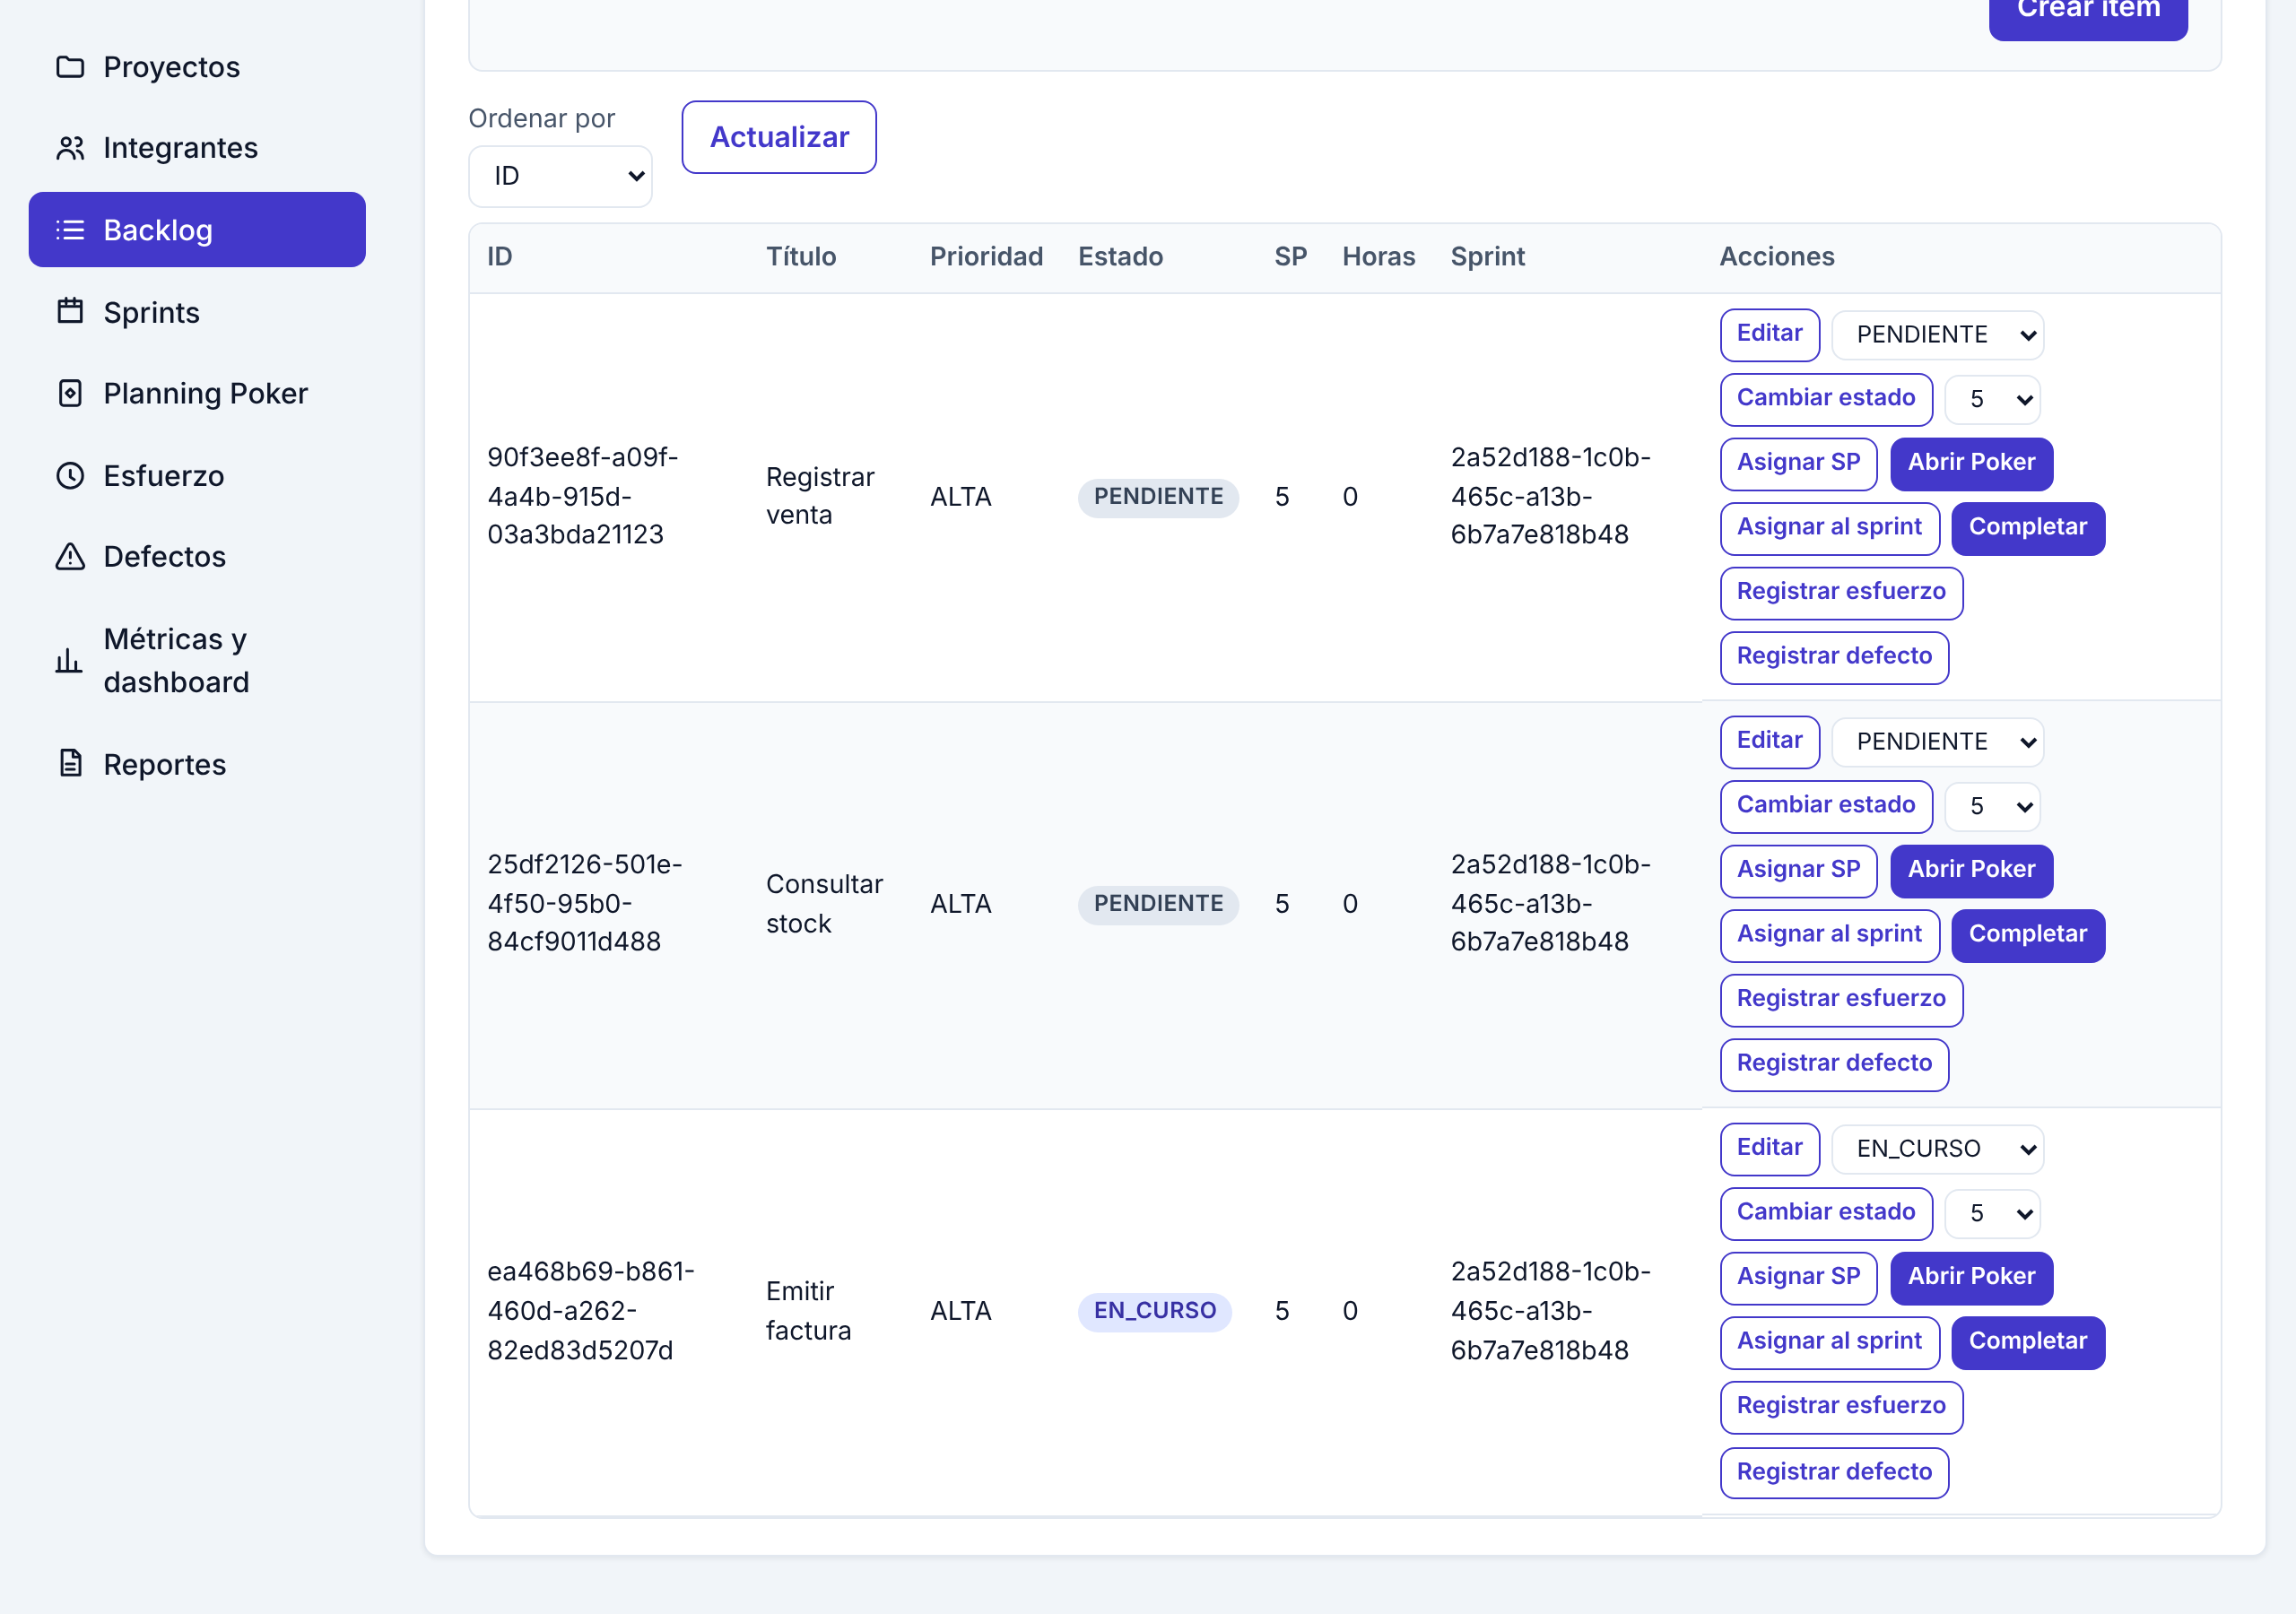 Crear ítem
Proyectos
Integrantes
Backlog
Sprints
Planning Poker
Esfuerzo
Defectos
Métricas y
dashboard
Reportes
Ordenar por
ID
Actualizar
ID Título Prioridad Estado SP Horas Sprint Acciones
90f3ee8f-a09f-
4a4b-915d-
03a3bda21123
Registrar
venta
ALTA
PENDIENTE
5
0
2a52d188-1c0b-
465c-a13b-
6b7a7e818b48
Editar PENDIENTE
Cambiar estado 5
Asignar SP Abrir Poker
Asignar al sprint Completar
Registrar esfuerzo
Registrar defecto
25df2126-501e-
4f50-95b0-
84cf9011d488
Consultar
stock
ALTA
PENDIENTE
5
0
2a52d188-1c0b-
465c-a13b-
6b7a7e818b48
Editar PENDIENTE
Cambiar estado 5
Asignar SP Abrir Poker
Asignar al sprint Completar
Registrar esfuerzo
Registrar defecto
ea468b69-b861-
460d-a262-
82ed83d5207d
Emitir
factura
ALTA
EN_CURSO
5
0
2a52d188-1c0b-
465c-a13b-
6b7a7e818b48
Editar EN_CURSO
Cambiar estado 5
Asignar SP Abrir Poker
Asignar al sprint Completar
Registrar esfuerzo
Registrar defecto